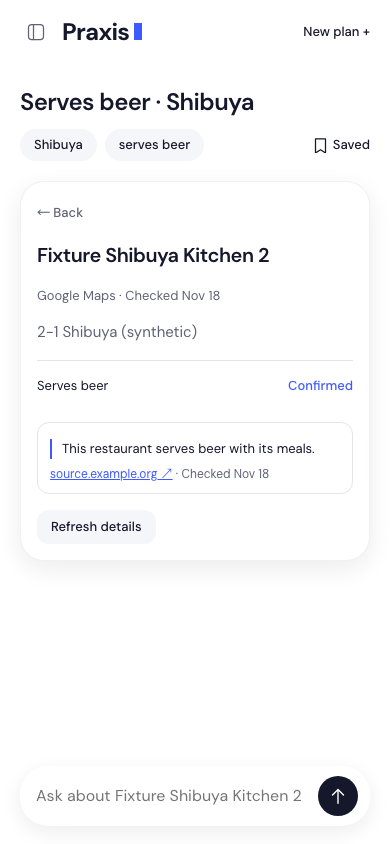 Praxis
New plan +
Serves beer · Shibuya
Shibuya
serves beer
Saved
← Back
Fixture Shibuya Kitchen 2
Google Maps · Checked Nov 18
2-1 Shibuya (synthetic)
Serves beer
Confirmed
This restaurant serves beer with its meals.
source.example.org ↗ · Checked Nov 18
Refresh details
Ask about Fixture Shibuya Kitchen 2